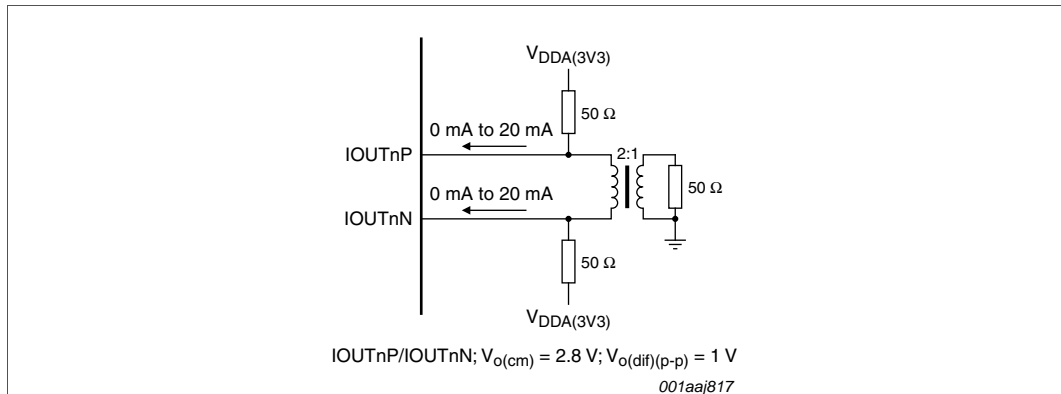 VDDA(3V3)
50 Ω
0 mA to 20 mA
IOUTnP
2:1
0 mA to 20 mA
50 Ω
IOUTnN
50 Ω
VDDA(3V3)
IOUTnP/IOUTnN; Vo(cm) = 2.8 V; Vo(dif)(p-p) = 1 V
001aaj817